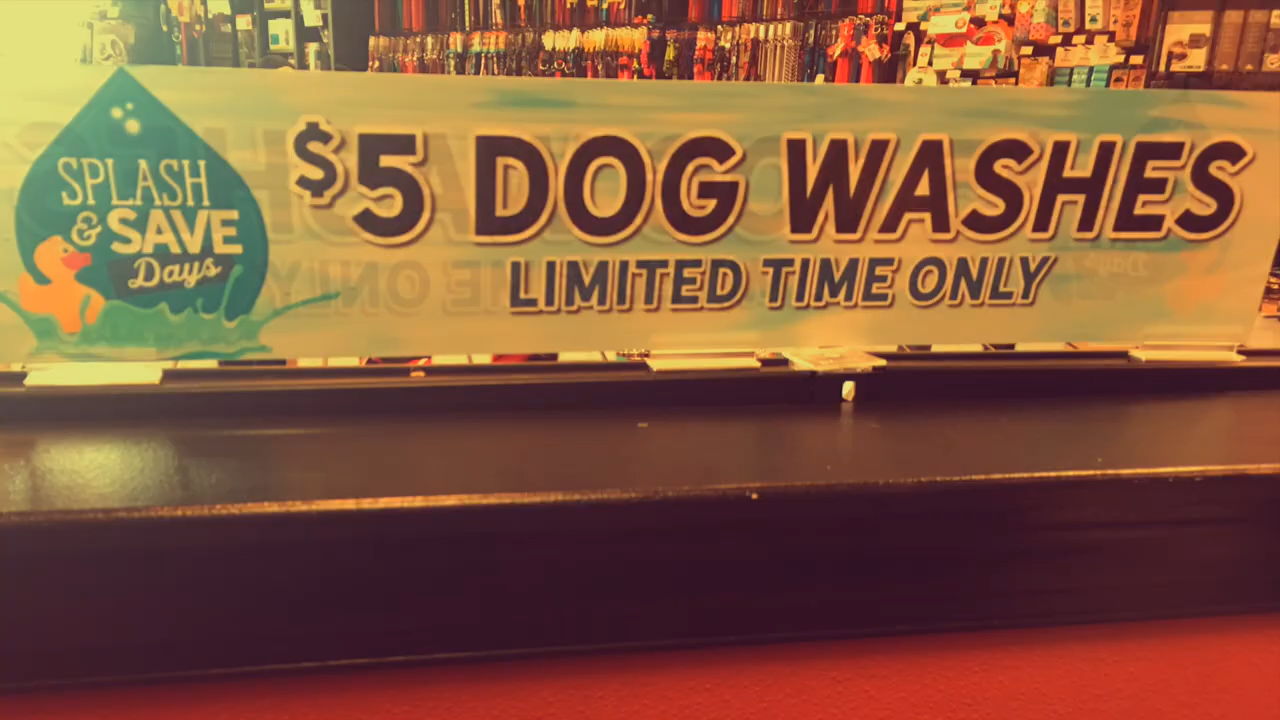 SPLASH
& SAVE
Days
$5 DOG WASHES
LIMITED TIME ONLY